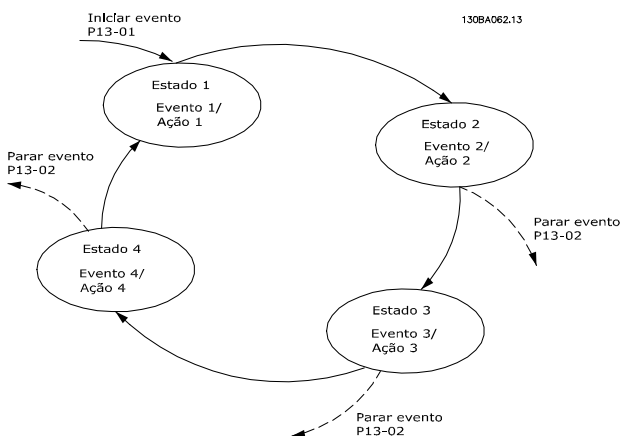 Iniciar evento
P13-01
130BA062.13
Estado 1
Evento 1/
Ação 1
Estado 2
Evento 2/
Ação 2
Parar evento
P13-02
Parar evento
P13-02
Estado 4
Evento 4/
Ação 4
Estado 3
Evento 3/
Ação 3
Parar evento
P13-02